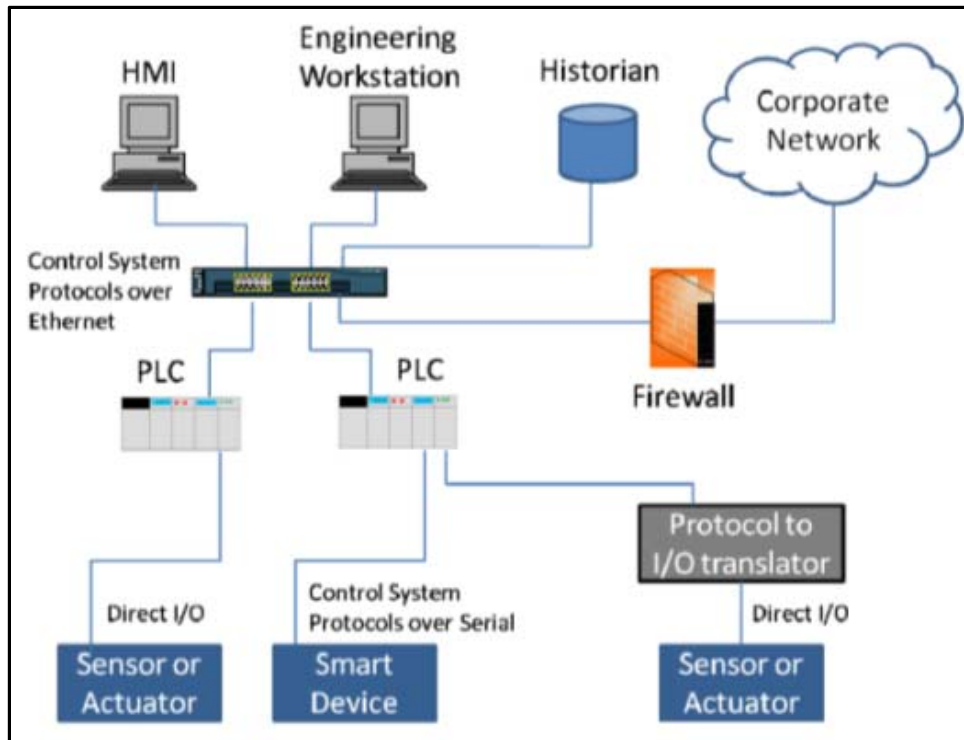 HMI
Engineering
Workstation
Historian
Corporate
Network
Control System
Protocols over
Ethernet
PLC
PLC
Firewall
Protocol to
I/O translator
Direct I/O
Control System
Protocols over Serial
Direct I/O
Sensor or
Actuator
Smart
Device
Sensor or
Actuator